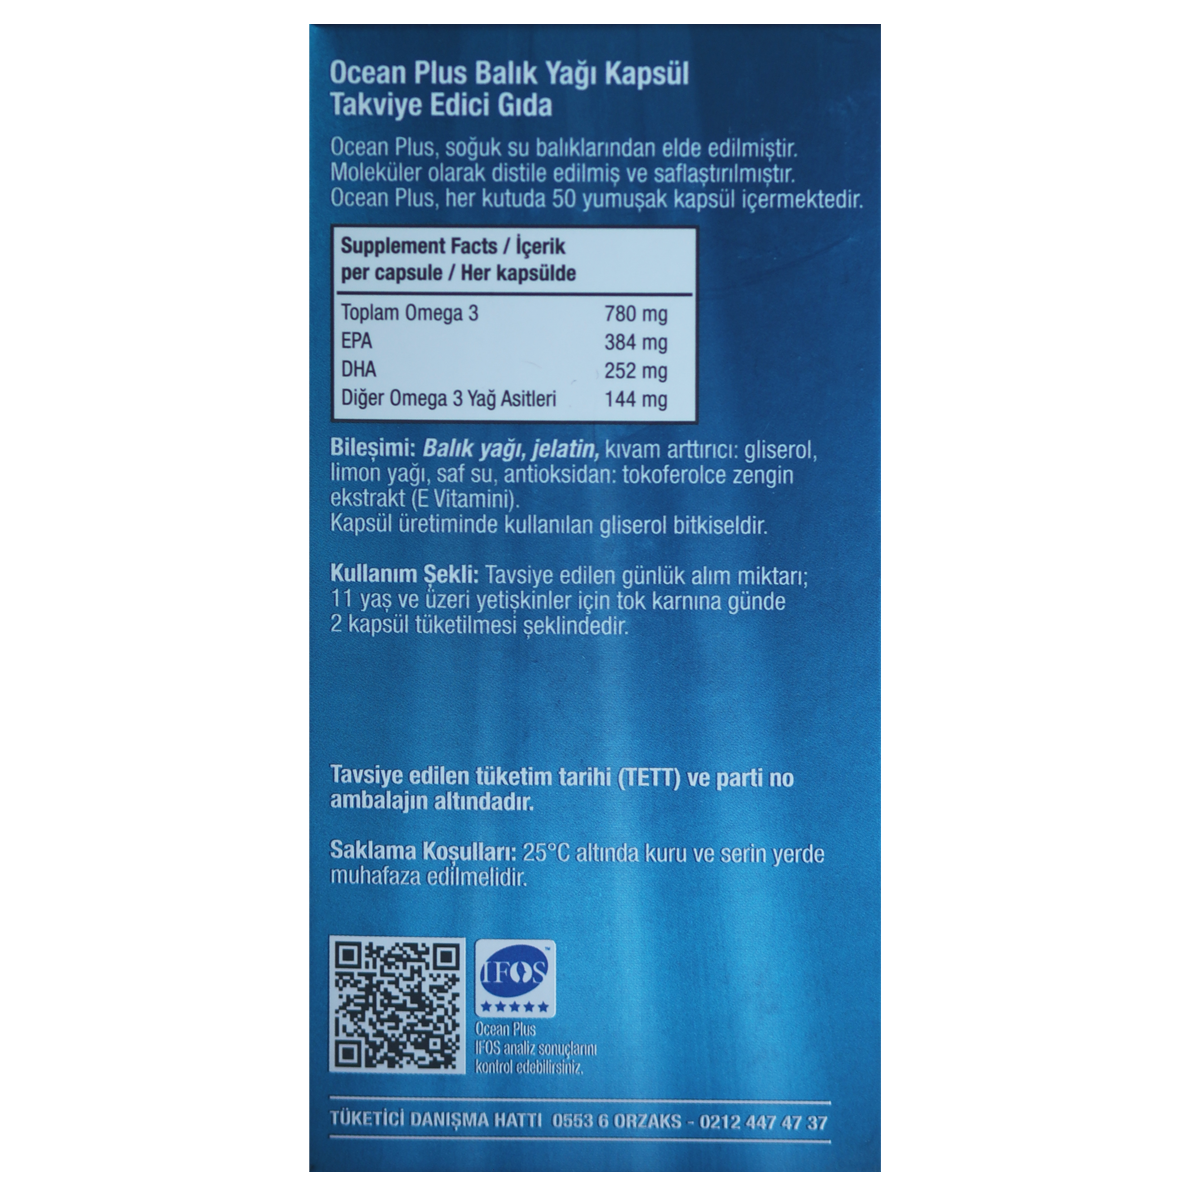 Ocean Plus Balık Yağı Kapsül
Takviye Edici Gıda
Ocean Plus, soğuk su balıklarından elde edilmiştir.
Moleküler olarak distile edilmiş ve saflaştırılmıştır.
Ocean Plus, her kutuda 50 yumuşak kapsül içermektedir.
Supplement Facts / İçerik
per capsule / Her kapsülde
Toplam Omega 3 780 mg
EPA 384 mg
DHA 252 mg
Diğer Omega 3 Yağ Asitleri 144 mg
Bileşimi: Balık yağı, jelatin, kıvam arttırıcı: gliserol,
limon yağı, saf su, antioksidan: tokoferolce zengin
ekstrakt (E Vitamini).
Kapsül üretiminde kullanılan gliserol bitkiseldir.
Kullanım Şekli: Tavsiye edilen günlük alım miktarı;
11 yaş ve üzeri yetişkinler için tok karnına günde
2 kapsül tüketilmesi şeklindedir.
Tavsiye edilen tüketim tarihi (TETT) ve parti no
ambalajın altındadır.
Saklama Koşulları: 25°C altında kuru ve serin yerde
muhafaza edilmelidir.
IFOS™
Ocean Plus
IFOS analiz sonuçlarını
kontrol edebilirsiniz.
TÜKETİCİ DANIŞMA HATTI 0553 6 ORZAKS - 0212 447 47 37